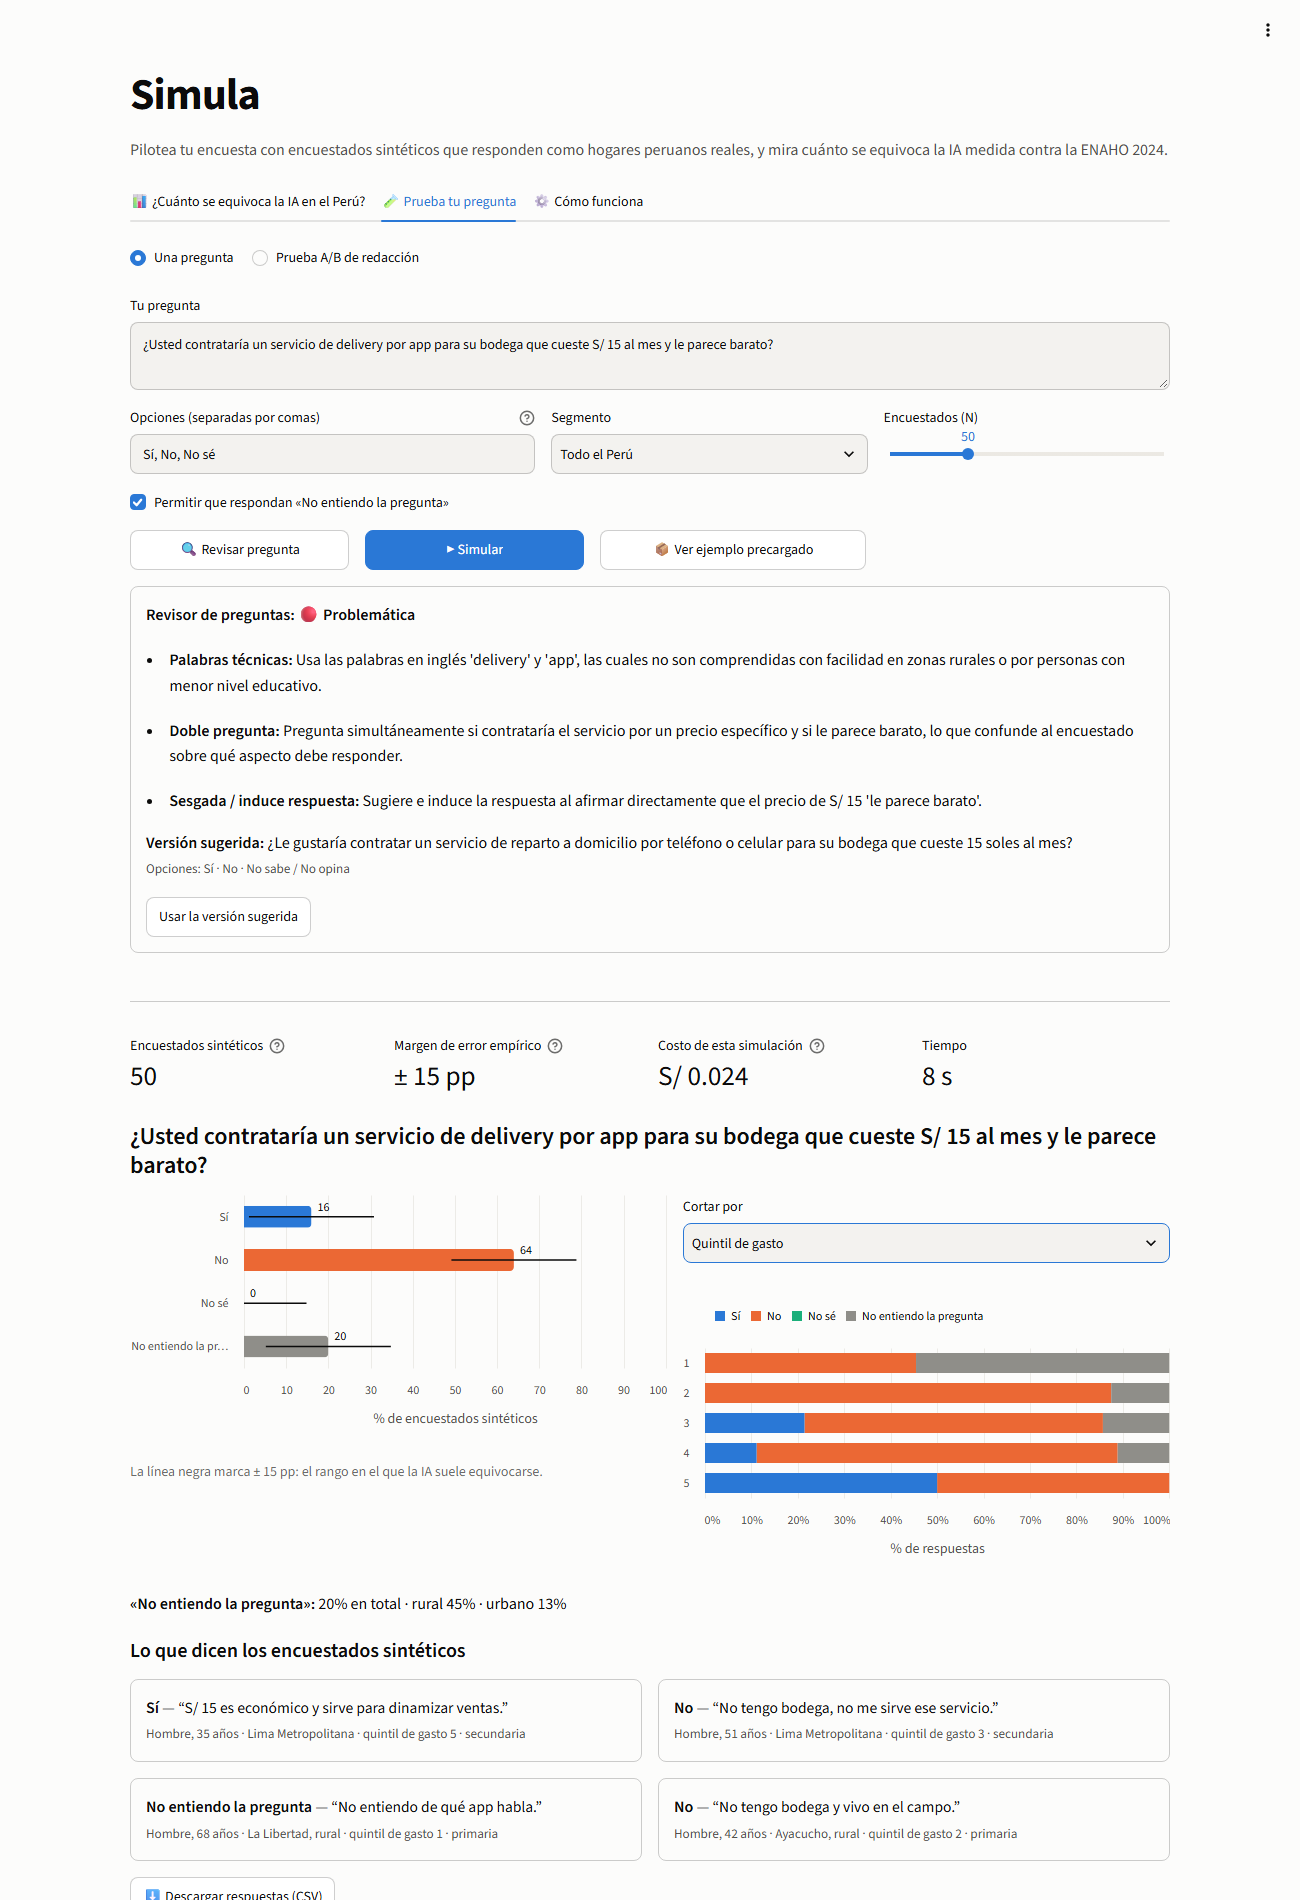 Simula
Pilotea tu encuesta con encuestados sintéticos que responden como hogares peruanos reales, y mira cuánto se equivoca la IA medida contra la ENAHO 2024.
¿Cuánto se equivoca la IA en el Perú? Prueba tu pregunta Cómo funciona
Una pregunta Prueba A/B de redacción
Tu pregunta
¿Usted contrataría un servicio de delivery por app para su bodega que cueste S/ 15 al mes y le parece barato?
Opciones (separadas por comas) Segmento Encuestados (N)
50
Sí, No, No sé Todo el Perú
Permitir que respondan «No entiendo la pregunta»
Revisar pregunta Simular Ver ejemplo precargado
Revisor de preguntas: Problemática
Palabras técnicas: Usa las palabras en inglés 'delivery' y 'app', las cuales no son comprendidas con facilidad en zonas rurales o por personas con
menor nivel educativo.
Doble pregunta: Pregunta simultáneamente si contrataría el servicio por un precio específico y si le parece barato, lo que confunde al encuestado
sobre qué aspecto debe responder.
Sesgada / induce respuesta: Sugiere e induce la respuesta al afirmar directamente que el precio de S/ 15 'le parece barato'.
Versión sugerida: ¿Le gustaría contratar un servicio de reparto a domicilio por teléfono o celular para su bodega que cueste 15 soles al mes?
Opciones: Sí · No · No sabe / No opina
Usar la versión sugerida
Encuestados sintéticos Margen de error empírico Costo de esta simulación Tiempo
50 ± 15 pp S/ 0.024 8 s
¿Usted contrataría un servicio de delivery por app para su bodega que cueste S/ 15 al mes y le parece
barato?
Sí 16
No 64
No sé 0
No entiendo la pr… 20
0 10 20 30 40 50 60 70 80 90 100
% de encuestados sintéticos
La línea negra marca ± 15 pp: el rango en el que la IA suele equivocarse.
Cortar por
Quintil de gasto
Sí No No sé No entiendo la pregunta
1
2
3
4
5
0% 10% 20% 30% 40% 50% 60% 70% 80% 90% 100%
% de respuestas
«No entiendo la pregunta»: 20% en total · rural 45% · urbano 13%
Lo que dicen los encuestados sintéticos
Sí — “S/ 15 es económico y sirve para dinamizar ventas.”
Hombre, 35 años · Lima Metropolitana · quintil de gasto 5 · secundaria
No — “No tengo bodega, no me sirve ese servicio.”
Hombre, 51 años · Lima Metropolitana · quintil de gasto 3 · secundaria
No entiendo la pregunta — “No entiendo de qué app habla.”
Hombre, 68 años · La Libertad, rural · quintil de gasto 1 · primaria
No — “No tengo bodega y vivo en el campo.”
Hombre, 42 años · Ayacucho, rural · quintil de gasto 2 · primaria
Descargar respuestas (CSV)